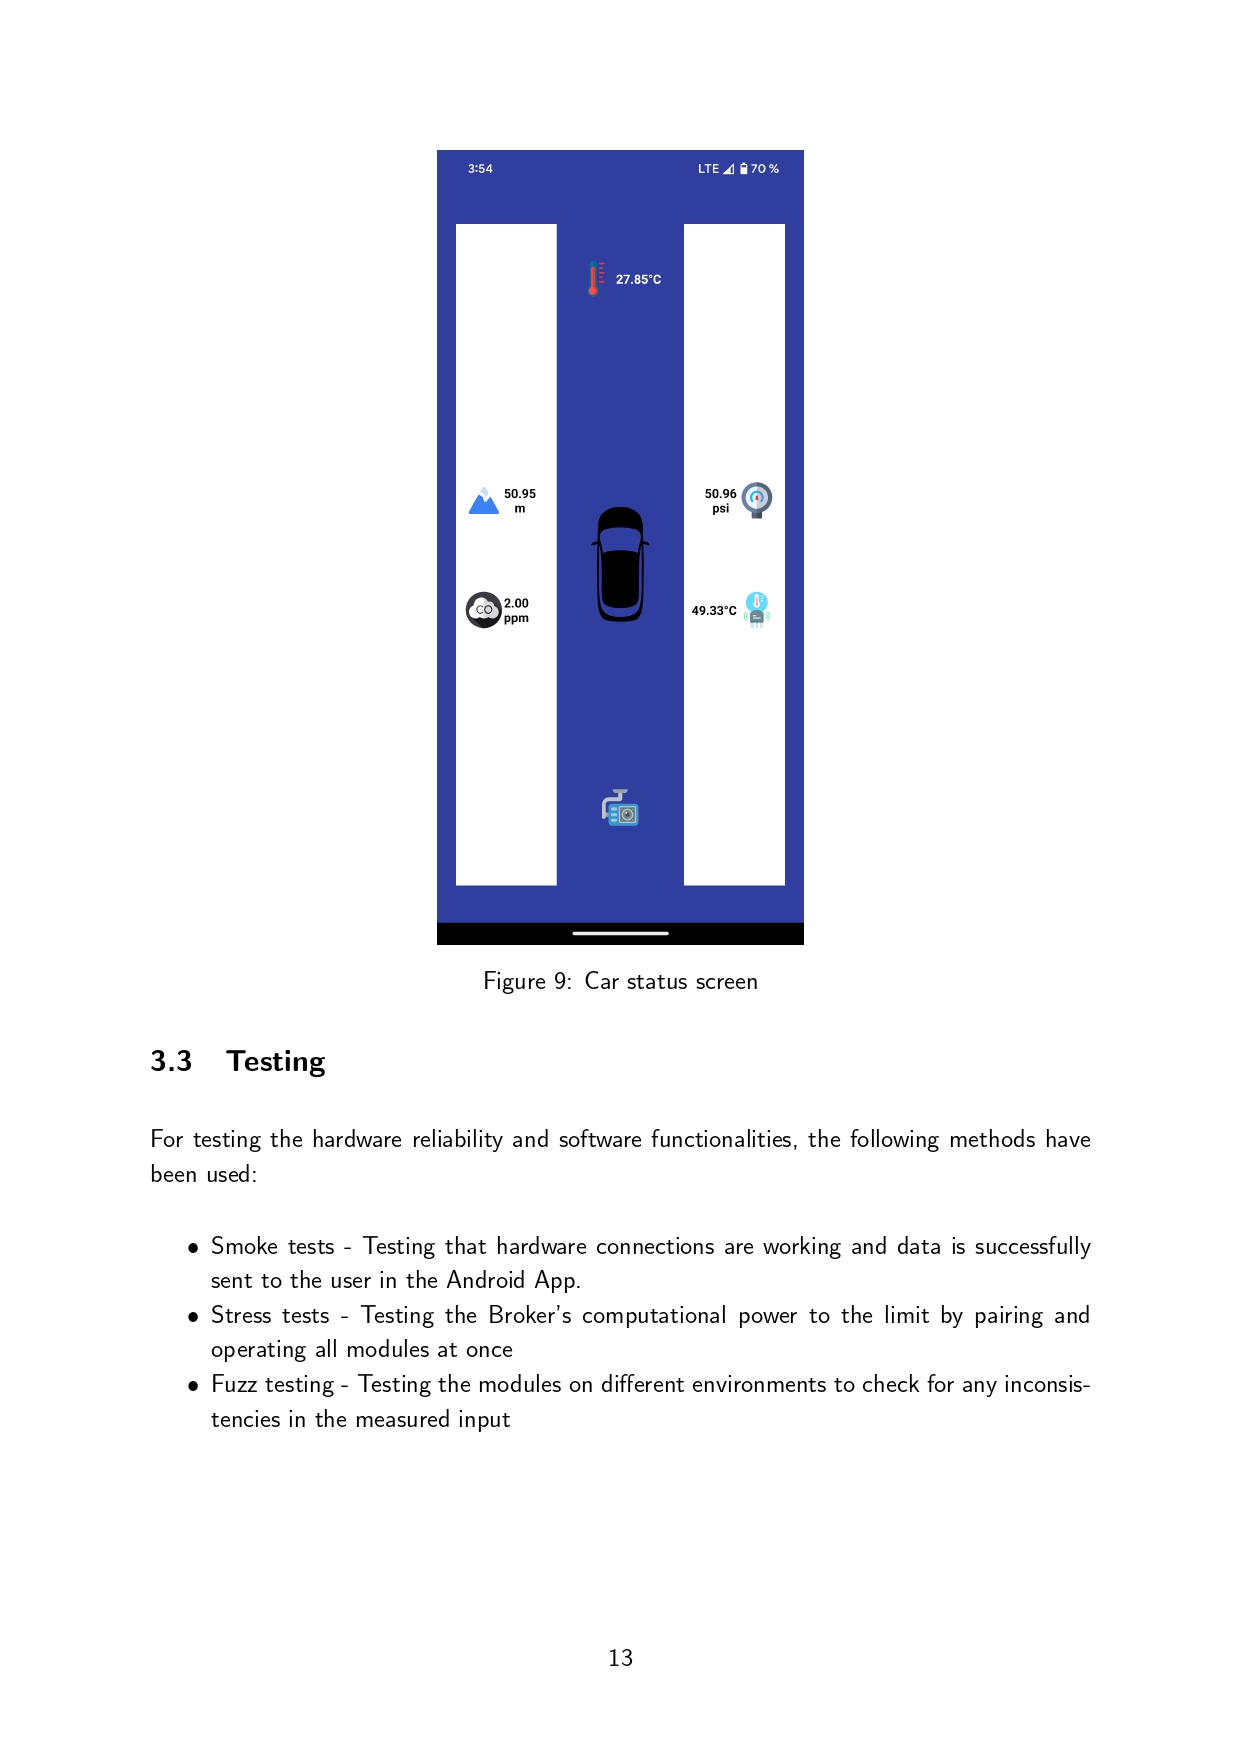 3:54
LTE 70 %
27.85°C
50.95
m
50.96
psi
CO
2.00
ppm
49.33°C
Figure 9: Car status screen
3.3 Testing
For testing the hardware reliability and software functionalities, the following methods have
been used:
• Smoke tests - Testing that hardware connections are working and data is successfully
sent to the user in the Android App.
• Stress tests - Testing the Broker's computational power to the limit by pairing and
operating all modules at once
• Fuzz testing - Testing the modules on different environments to check for any inconsis-
tencies in the measured input
13